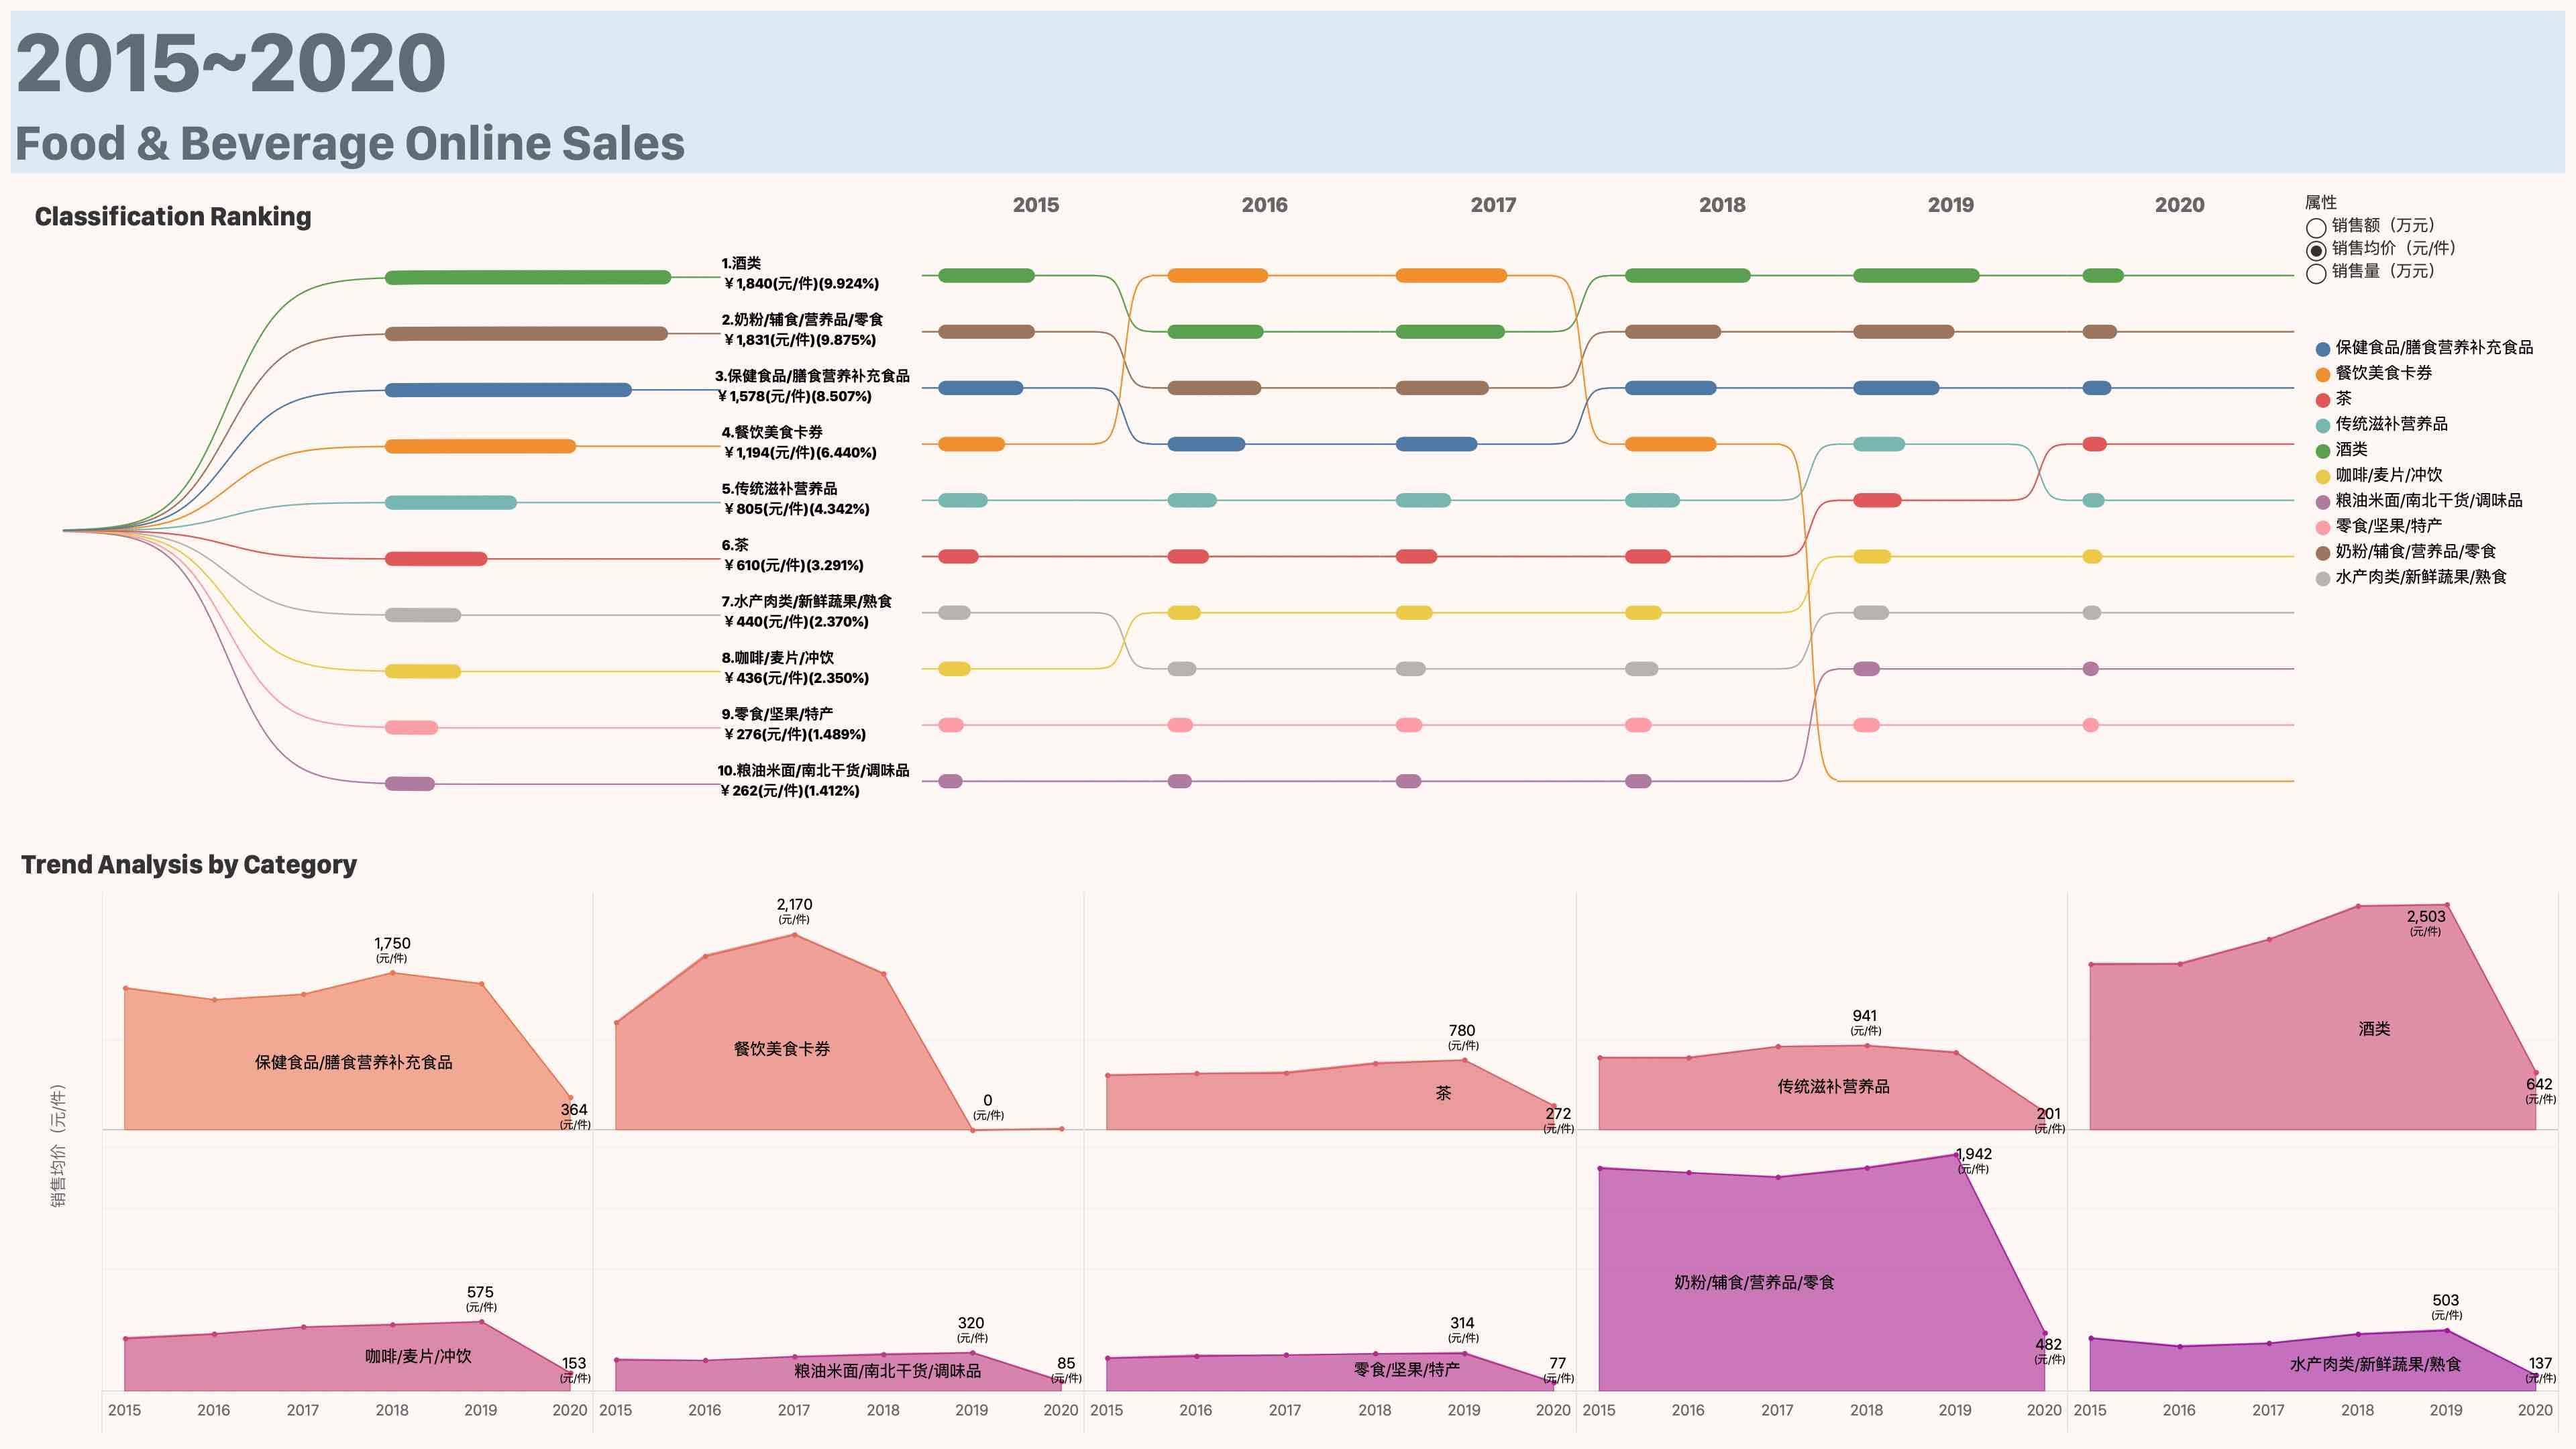 2015~2020
Food & Beverage Online Sales
Classification Ranking
2015
2016
2017
2018
2019
2020
属性
销售额（万元）
销售均价（元/件）
销售量（万元）
1.酒类
￥1,840(元/件)(9.924%)
2.奶粉/辅食/营养品/零食
￥1,831(元/件)(9.875%)
3.保健食品/膳食营养补充食品
￥1,578(元/件)(8.507%)
4.餐饮美食卡券
￥1,194(元/件)(6.440%)
5.传统滋补营养品
￥805(元/件)(4.342%)
6.茶
￥610(元/件)(3.291%)
7.水产肉类/新鲜蔬果/熟食
￥440(元/件)(2.370%)
8.咖啡/麦片/冲饮
￥436(元/件)(2.350%)
9.零食/坚果/特产
￥276(元/件)(1.489%)
10.粮油米面/南北干货/调味品
￥262(元/件)(1.412%)
保健食品/膳食营养补充食品
餐饮美食卡券
茶
传统滋补营养品
酒类
咖啡/麦片/冲饮
粮油米面/南北干货/调味品
零食/坚果/特产
奶粉/辅食/营养品/零食
水产肉类/新鲜蔬果/熟食
Trend Analysis by Category
销售均价（元/件）
1,750
(元/件)
保健食品/膳食营养补充食品
364
(元/件)
2,170
(元/件)
餐饮美食卡券
0
(元/件)
780
(元/件)
茶
272
(元/件)
941
(元/件)
传统滋补营养品
201
(元/件)
2,503
(元/件)
酒类
642
(元/件)
575
(元/件)
咖啡/麦片/冲饮
153
(元/件)
320
(元/件)
粮油米面/南北干货/调味品
85
(元/件)
314
(元/件)
零食/坚果/特产
77
(元/件)
1,942
(元/件)
奶粉/辅食/营养品/零食
482
(元/件)
503
(元/件)
水产肉类/新鲜蔬果/熟食
137
(元/件)
2015 2016 2017 2018 2019 2020
2015 2016 2017 2018 2019 2020
2015 2016 2017 2018 2019 2020
2015 2016 2017 2018 2019 2020
2015 2016 2017 2018 2019 2020